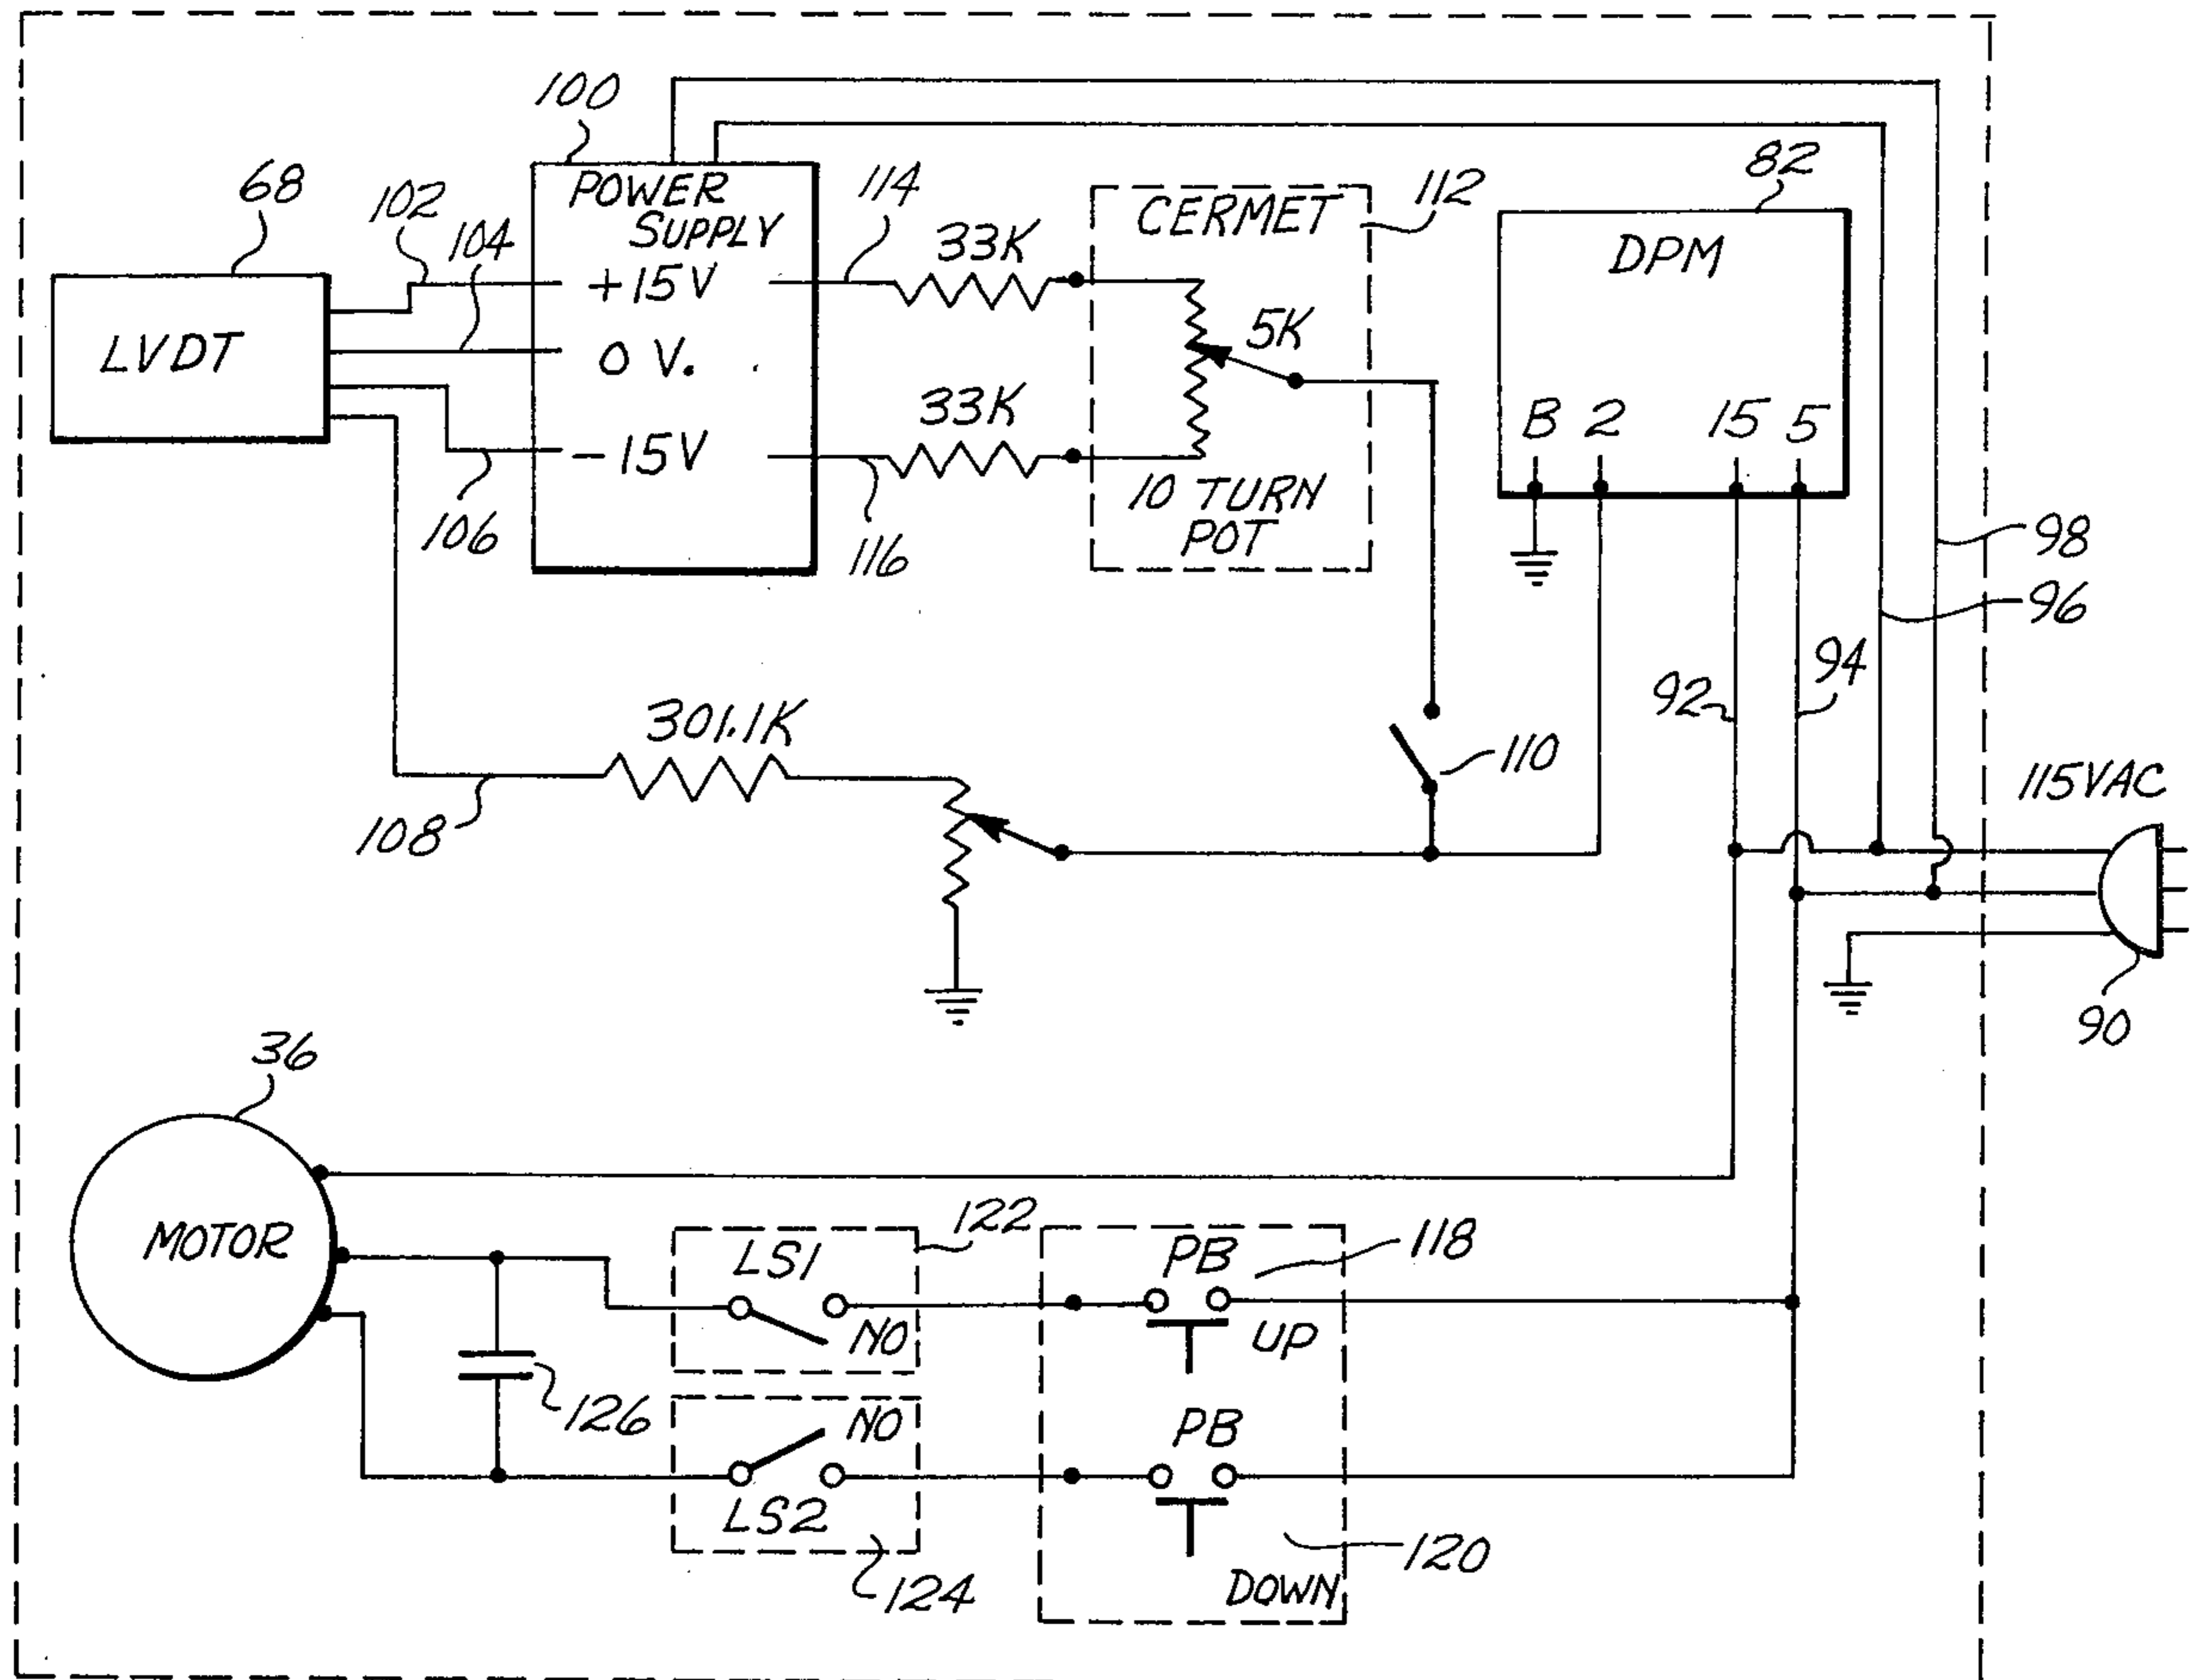 100
68
102
104
POWER
SUPPLY
+15V
0 V.
-15V
LVDT
106
114
33K
33K
116
CERMET
112
5K
10 TURN
POT
82
DPM
B 2 15 5
98
96
94
92
301.1K
108
110
115VAC
90
36
MOTOR
126
LS1
NO
122
NO
LS2
124
PB
UP
118
PB
DOWN
120